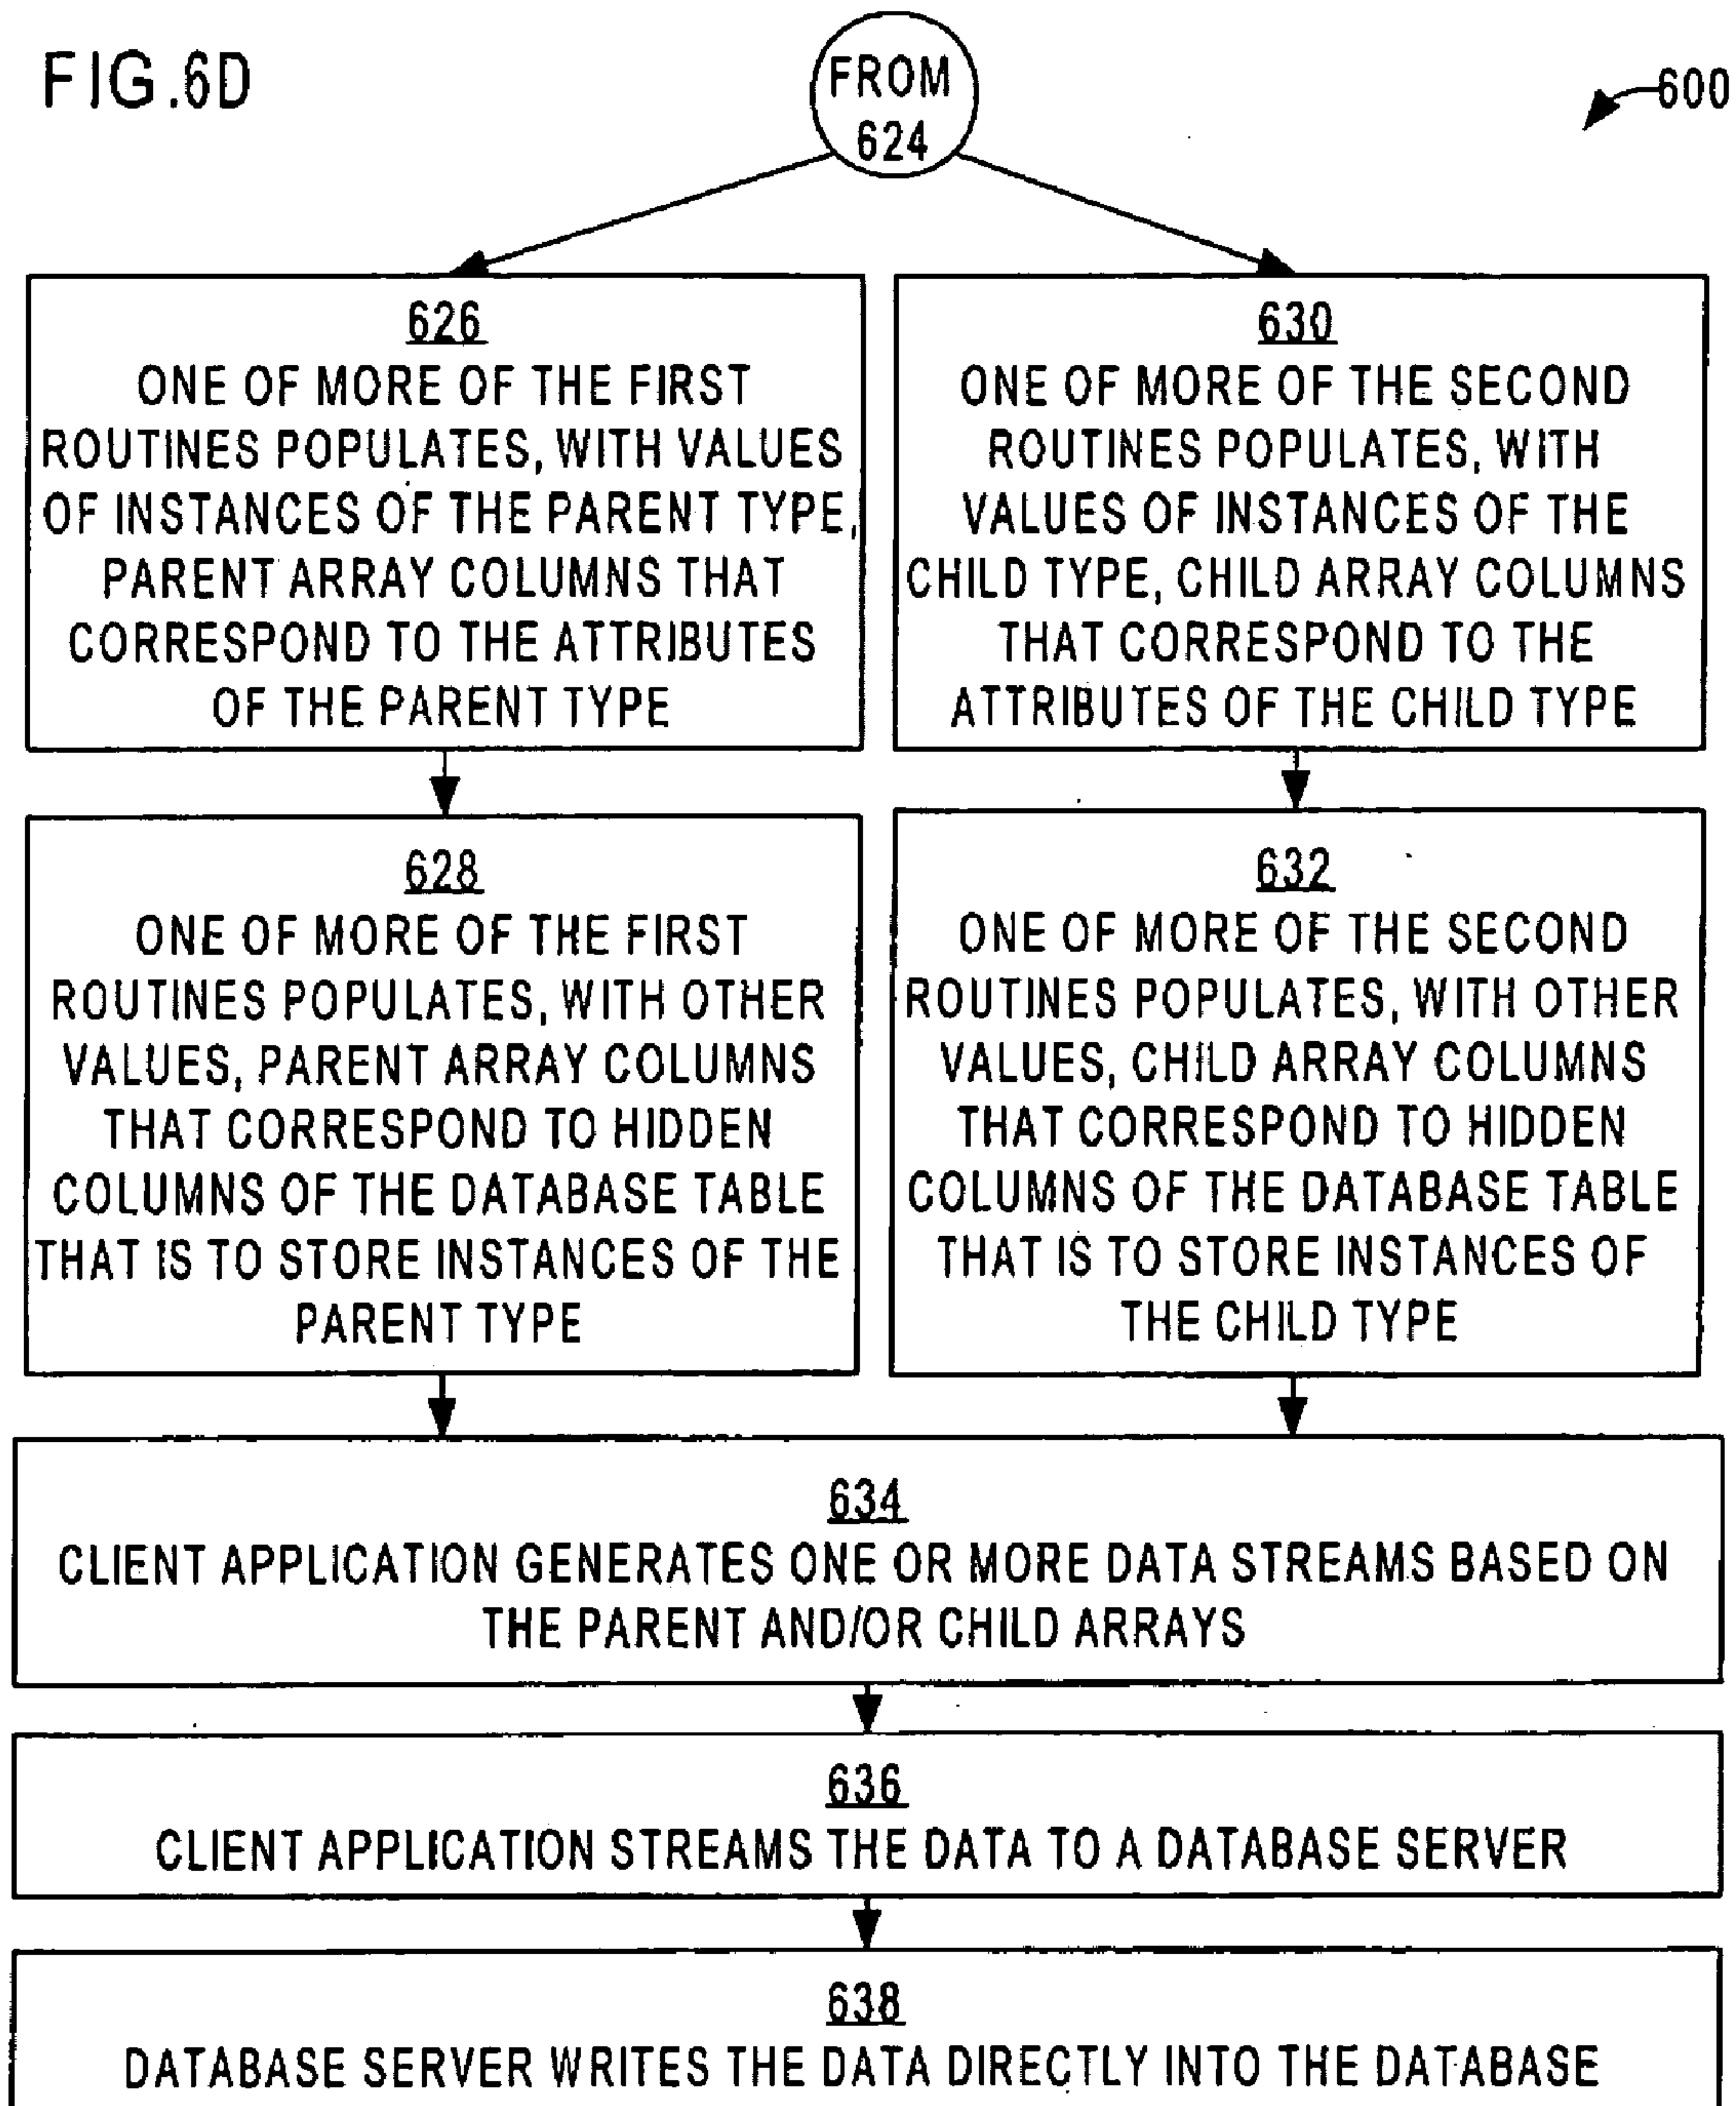 FIG.6D
FROM
624
600
626
ONE OF MORE OF THE FIRST
ROUTINES POPULATES, WITH VALUES
OF INSTANCES OF THE PARENT TYPE,
PARENT ARRAY COLUMNS THAT
CORRESPOND TO THE ATTRIBUTES
OF THE PARENT TYPE
630
ONE OF MORE OF THE SECOND
ROUTINES POPULATES, WITH
VALUES OF INSTANCES OF THE
CHILD TYPE, CHILD ARRAY COLUMNS
THAT CORRESPOND TO THE
ATTRIBUTES OF THE CHILD TYPE
628
ONE OF MORE OF THE FIRST
ROUTINES POPULATES, WITH OTHER
VALUES, PARENT ARRAY COLUMNS
THAT CORRESPOND TO HIDDEN
COLUMNS OF THE DATABASE TABLE
THAT IS TO STORE INSTANCES OF THE
PARENT TYPE
632
ONE OF MORE OF THE SECOND
ROUTINES POPULATES, WITH OTHER
VALUES, CHILD ARRAY COLUMNS
THAT CORRESPOND TO HIDDEN
COLUMNS OF THE DATABASE TABLE
THAT IS TO STORE INSTANCES OF
THE CHILD TYPE
634
CLIENT APPLICATION GENERATES ONE OR MORE DATA STREAMS BASED ON
THE PARENT AND/OR CHILD ARRAYS
636
CLIENT APPLICATION STREAMS THE DATA TO A DATABASE SERVER
638
DATABASE SERVER WRITES THE DATA DIRECTLY INTO THE DATABASE